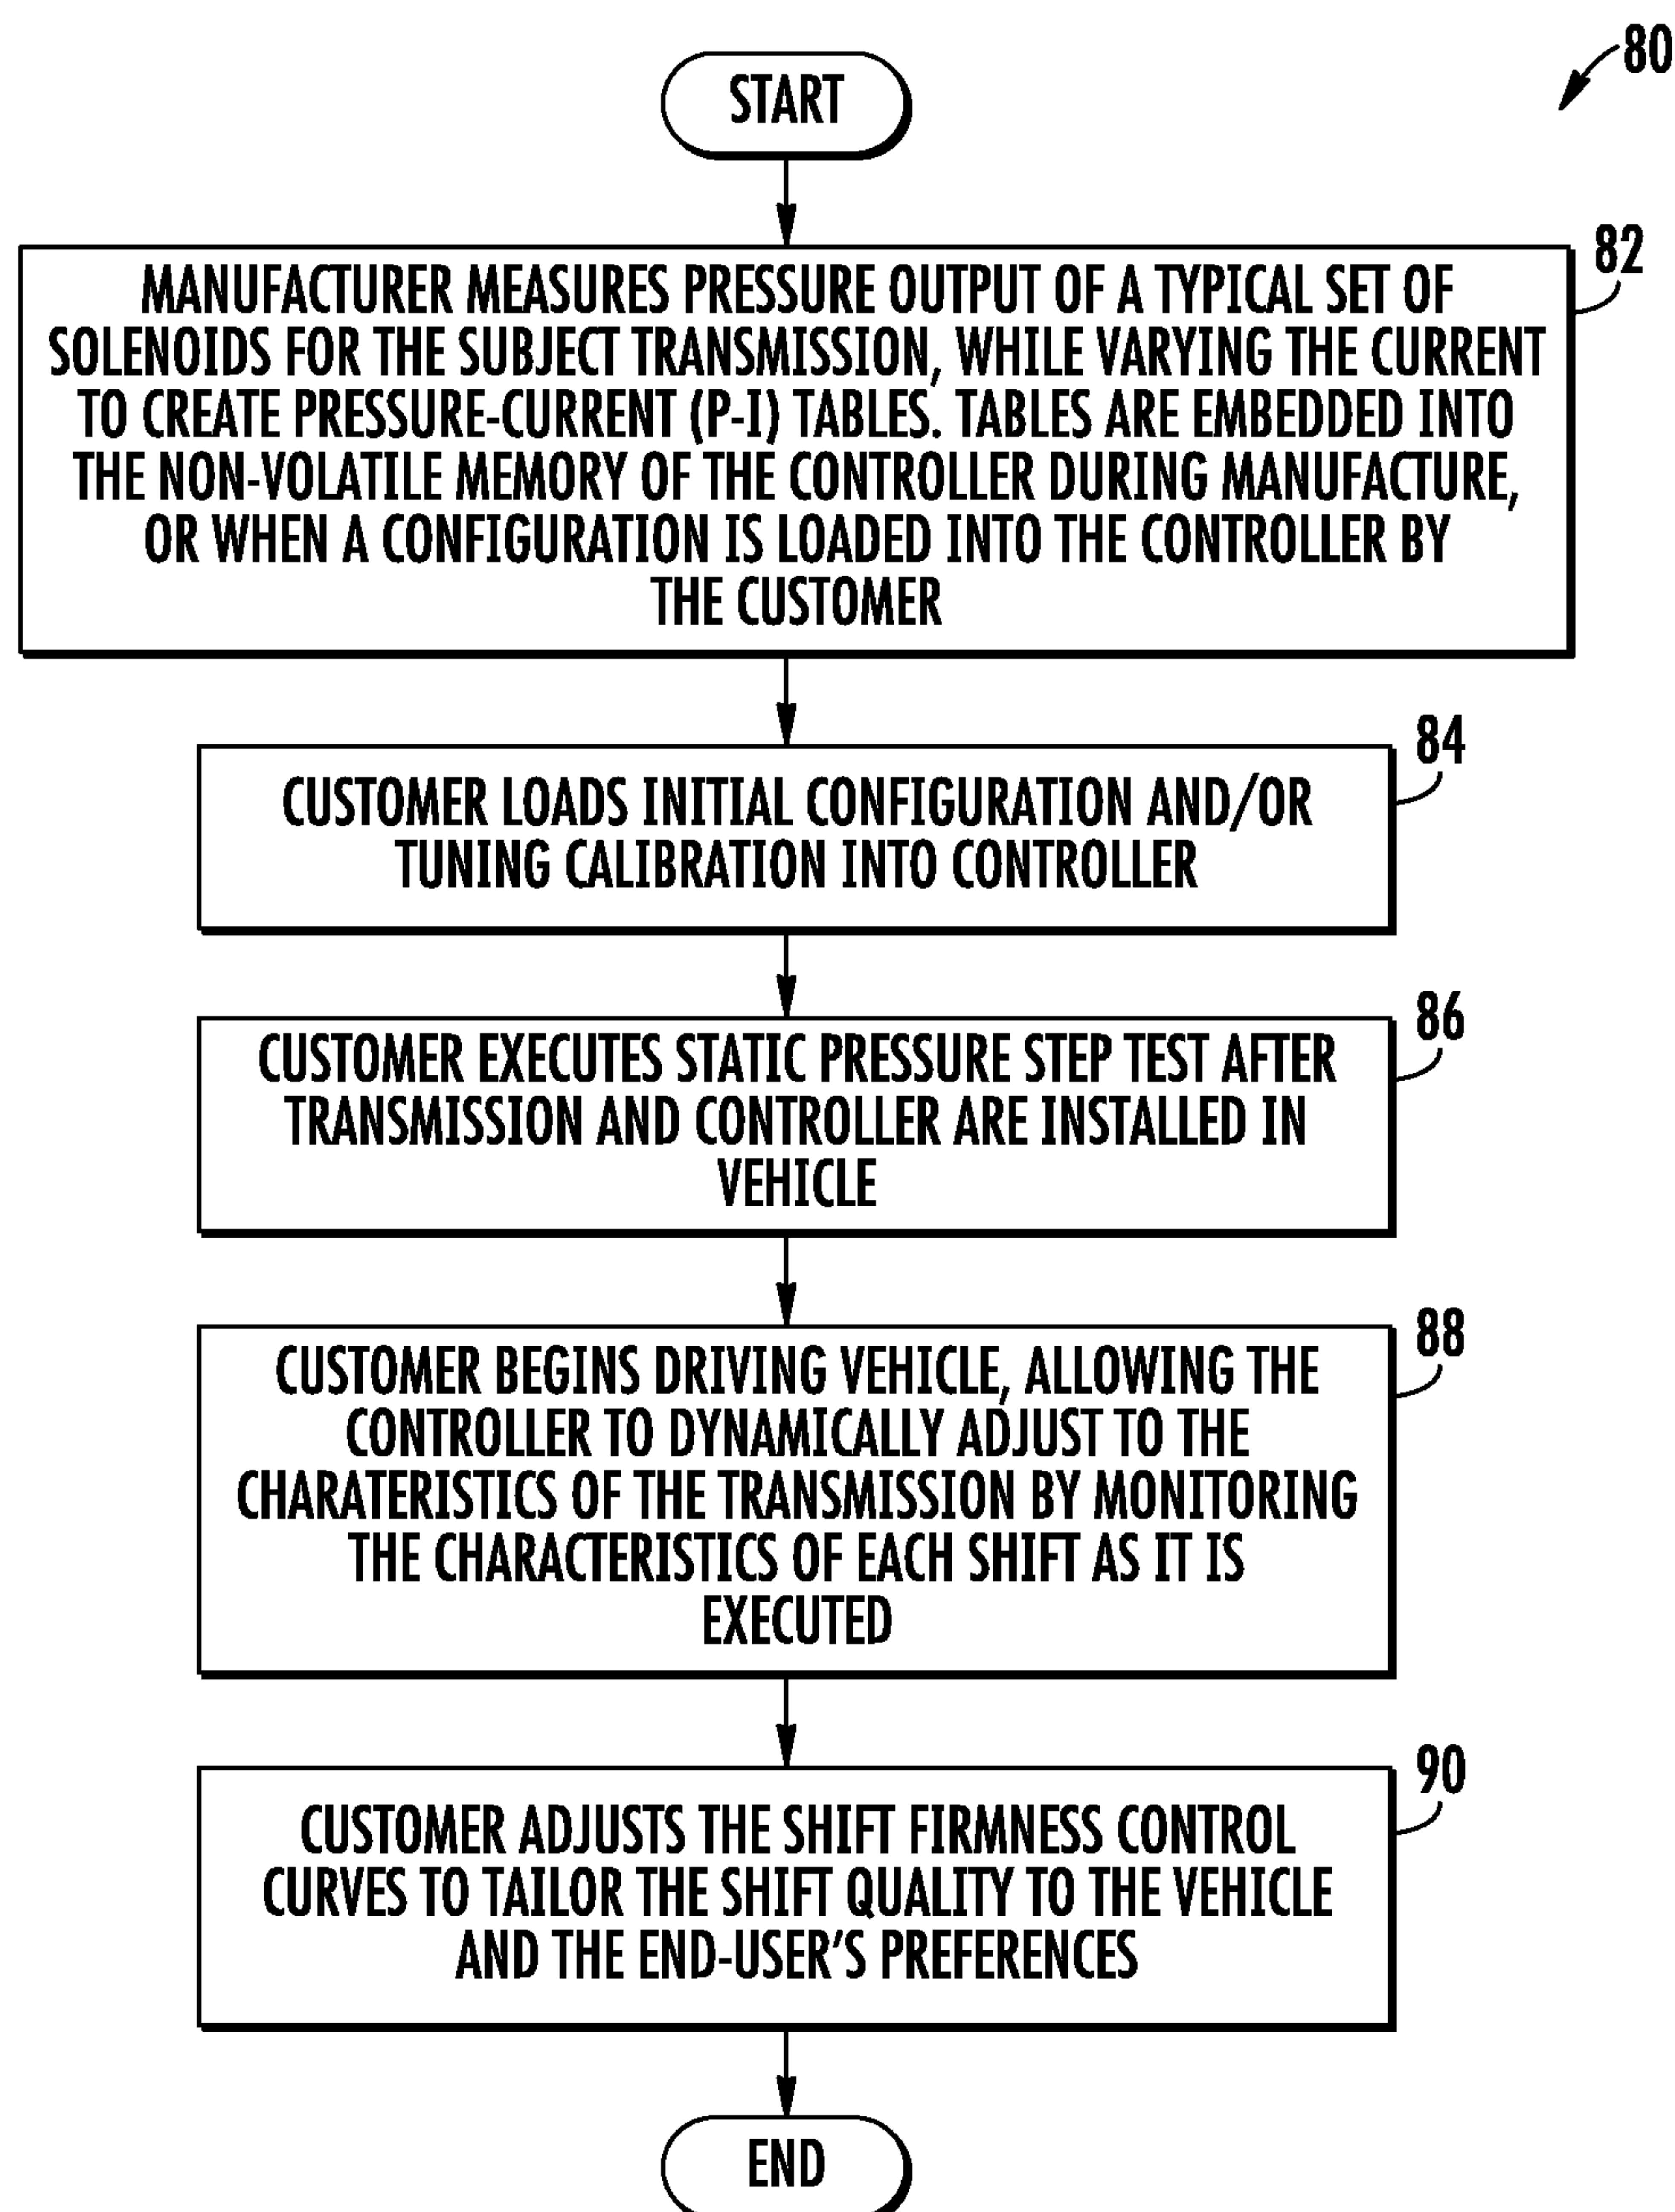 80
START
82
MANUFACTURER MEASURES PRESSURE OUTPUT OF A TYPICAL SET OF
SOLENOIDS FOR THE SUBJECT TRANSMISSION, WHILE VARYING THE CURRENT
TO CREATE PRESSURE-CURRENT (P-I) TABLES. TABLES ARE EMBEDDED INTO
THE NON-VOLATILE MEMORY OF THE CONTROLLER DURING MANUFACTURE,
OR WHEN A CONFIGURATION IS LOADED INTO THE CONTROLLER BY
THE CUSTOMER
84
CUSTOMER LOADS INITIAL CONFIGURATION AND/OR
TUNING CALIBRATION INTO CONTROLLER
86
CUSTOMER EXECUTES STATIC PRESSURE STEP TEST AFTER
TRANSMISSION AND CONTROLLER ARE INSTALLED IN
VEHICLE
88
CUSTOMER BEGINS DRIVING VEHICLE, ALLOWING THE
CONTROLLER TO DYNAMICALLY ADJUST TO THE
CHARATERISTICS OF THE TRANSMISSION BY MONITORING
THE CHARACTERISTICS OF EACH SHIFT AS IT IS
EXECUTED
90
CUSTOMER ADJUSTS THE SHIFT FIRMNESS CONTROL
CURVES TO TAILOR THE SHIFT QUALITY TO THE VEHICLE
AND THE END-USER'S PREFERENCES
END